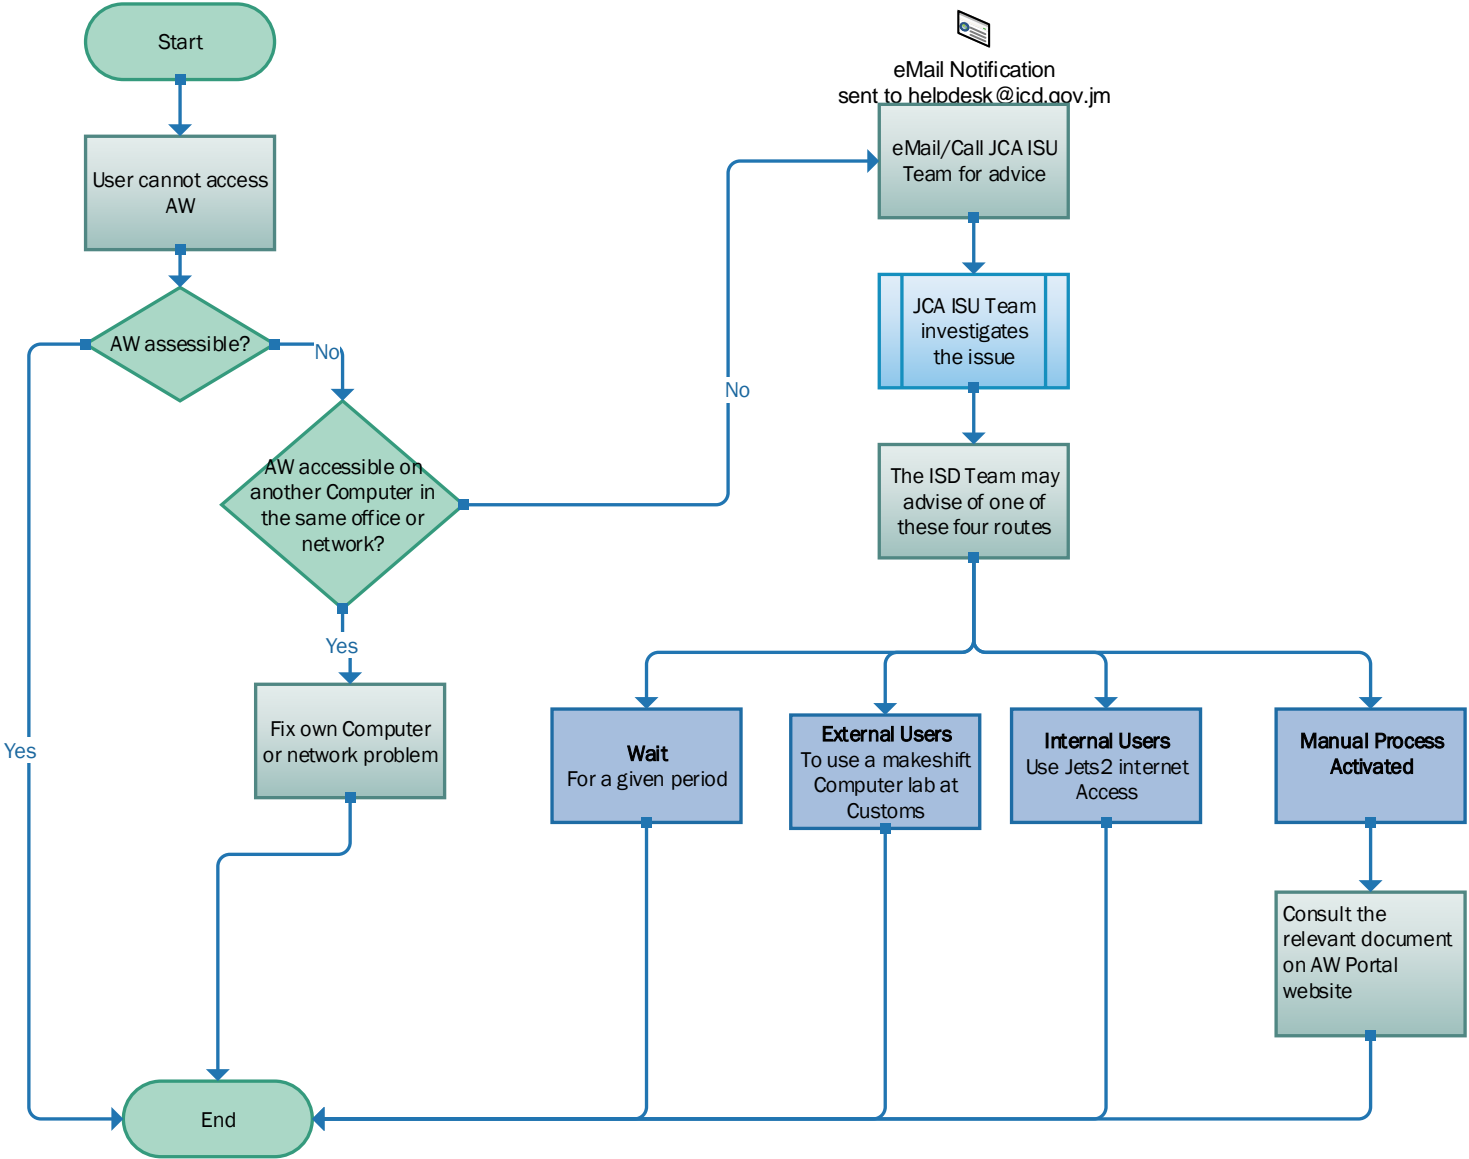 Start
User cannot access
AW
AW assessible?
No
Yes
AW accessible on
another Computer in
the same office or
network?
No
Yes
Fix own Computer
or network problem
eMail Notification
sent to helpdesk@jcd.gov.jm
eMail/Call JCA ISU
Team for advice
JCA ISU Team
investigates
the issue
The ISD Team may
advise of one of
these four routes
Wait
For a given period
External Users
To use a makeshift
Computer lab at
Customs
Internal Users
Use Jets2 internet
Access
Manual Process
Activated
Consult the
relevant document
on AW Portal
website
End